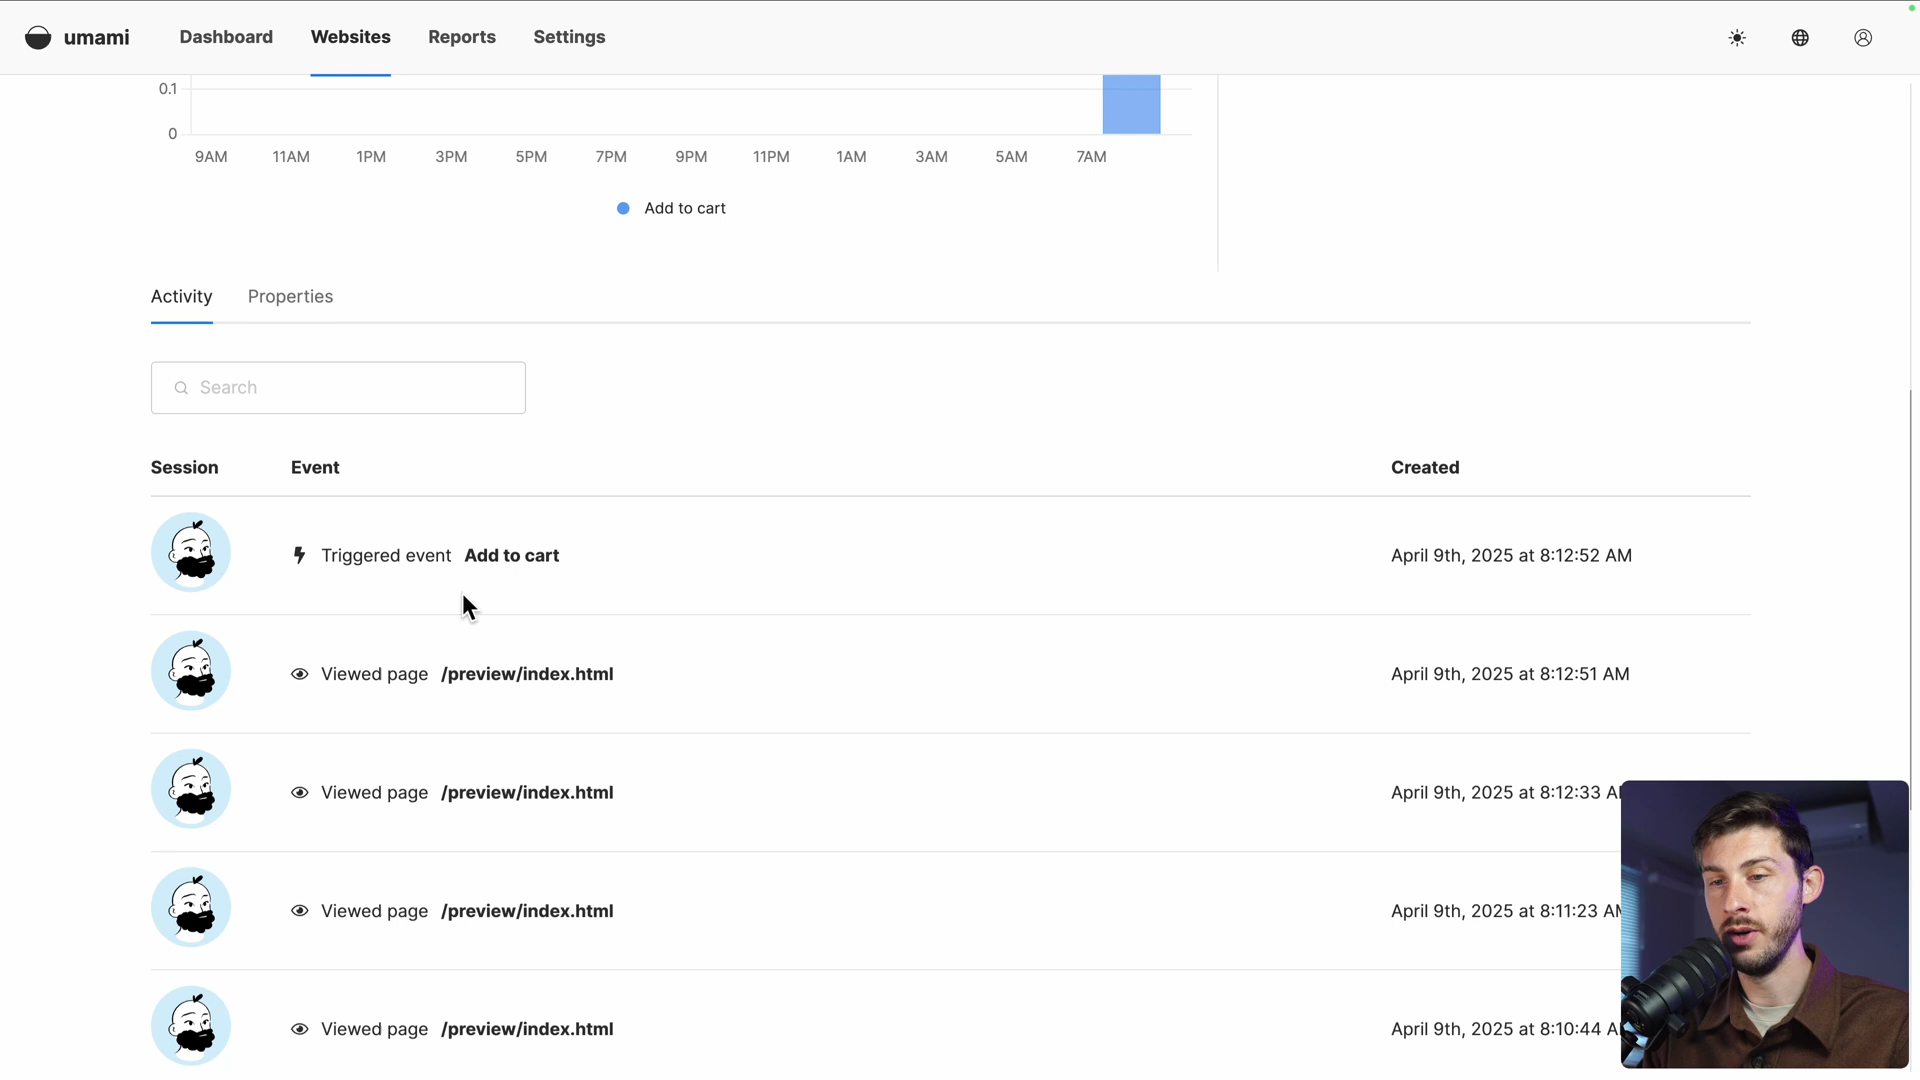 umami Dashboard Websites Reports Settings
0.1
0
9AM 11AM 1PM 3PM 5PM 7PM 9PM 11PM 1AM 3AM 5AM 7AM
Add to cart
Activity Properties
Search
Session Event Created
Triggered event Add to cart April 9th, 2025 at 8:12:52 AM
Viewed page /preview/index.html April 9th, 2025 at 8:12:51 AM
Viewed page /preview/index.html April 9th, 2025 at 8:12:33
Viewed page /preview/index.html April 9th, 2025 at 8:11:23 AM
Viewed page /preview/index.html April 9th, 2025 at 8:10:44